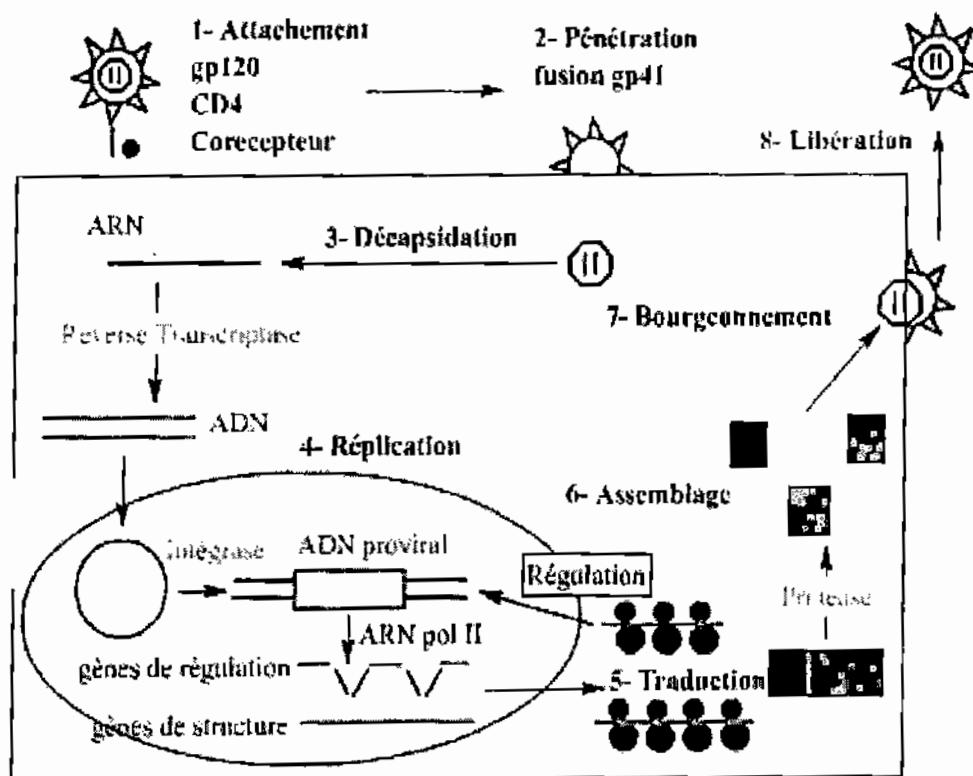 1- Attachement
gp120
CD4
Corecepteur
2- Pénétration
fusion gp41
8- Libération
ARN
3- Décapsidation
7- Bourgeonnement
Reverse Transcriptase
ADN
4- Réplication
6- Assemblage
Intégrase
ADN proviral
Régulation
Protease
ARN pol II
gènes de régulation
5- Traduction
gènes de structure